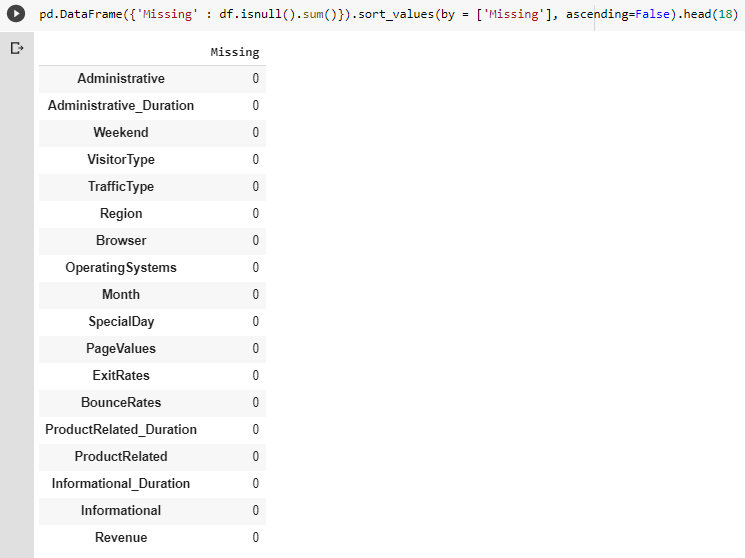 pd.DataFrame({'Missing' : df.isnull().sum()}).sort_values(by = ['Missing'], ascending=False).head(18)
Missing
Administrative 0
Administrative_Duration 0
Weekend 0
VisitorType 0
TrafficType 0
Region 0
Browser 0
OperatingSystems 0
Month 0
SpecialDay 0
PageValues 0
ExitRates 0
BounceRates 0
ProductRelated_Duration 0
ProductRelated 0
Informational_Duration 0
Informational 0
Revenue 0